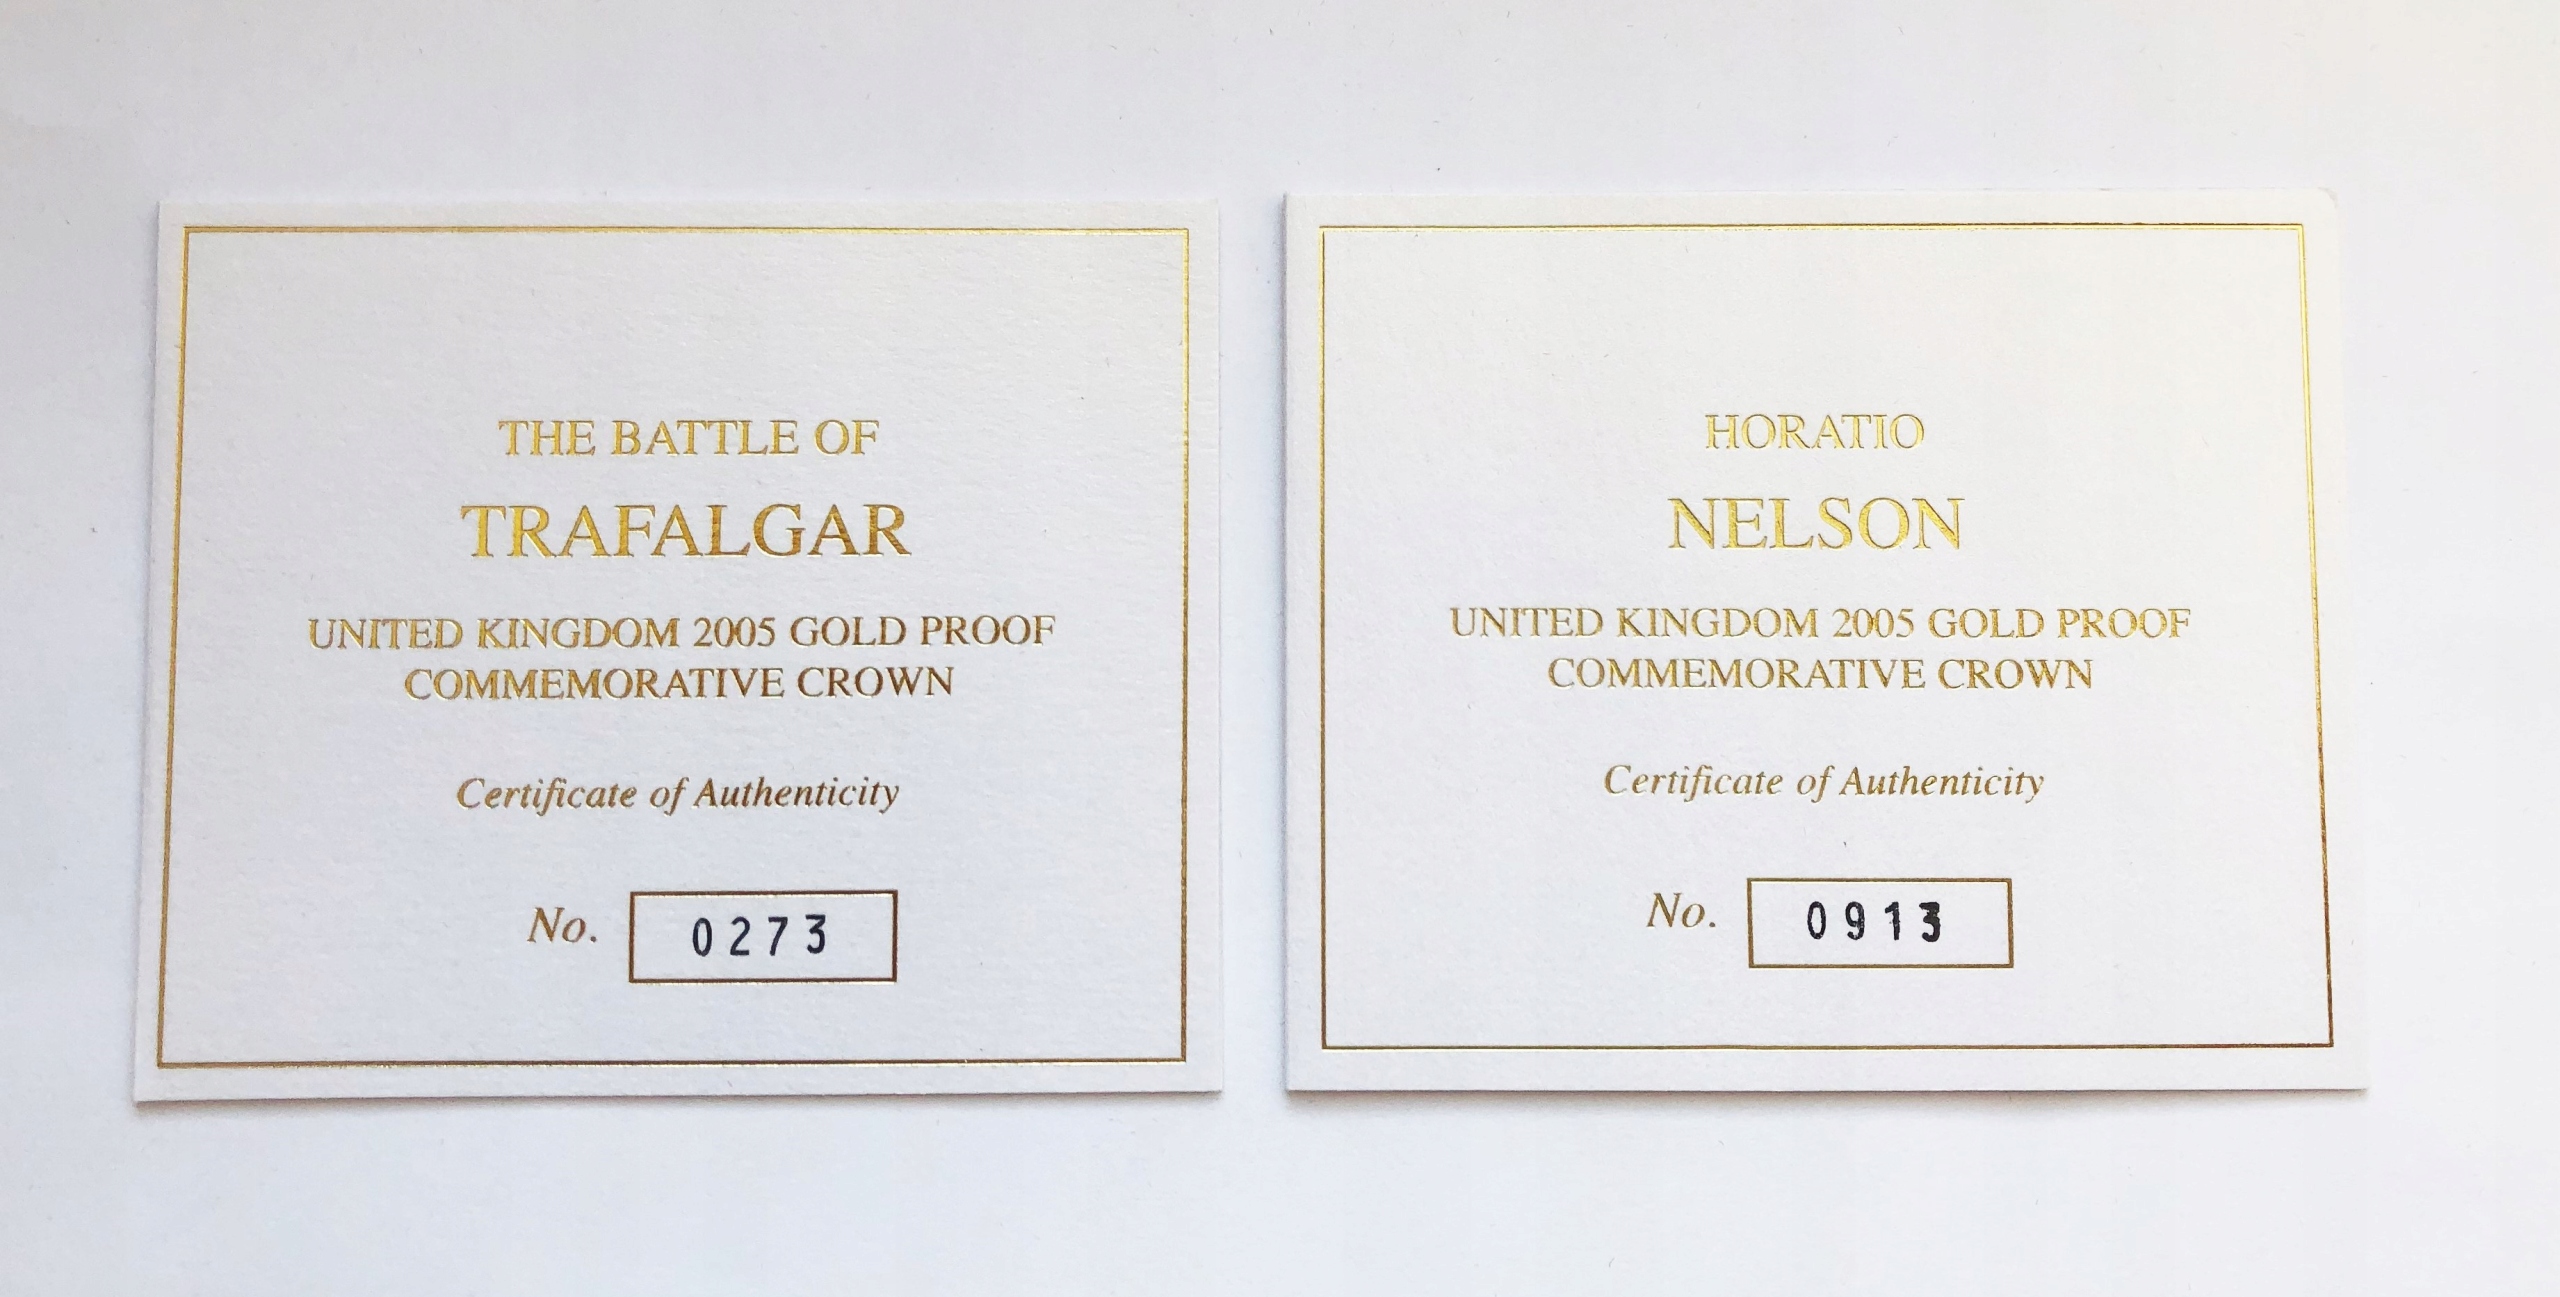 THE BATTLE OF
TRAFALGAR
UNITED KINGDOM 2005 GOLD PROOF
COMMEMORATIVE CROWN
Certificate of Authenticity
No. 0273
HORATIO
NELSON
UNITED KINGDOM 2005 GOLD PROOF
COMMEMORATIVE CROWN
Certificate of Authenticity
No. 0913